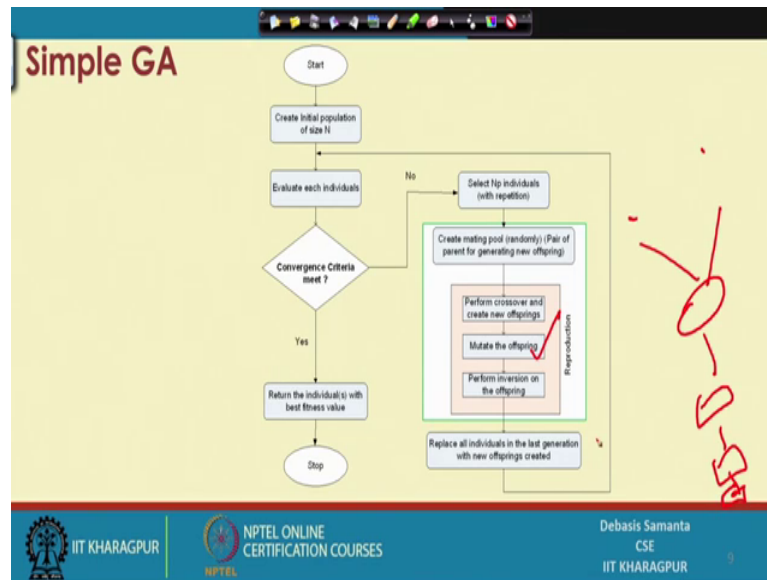 Simple GA
Start
Create Initial population
of size N
Evaluate each individuals
No
Select Np individuals
(with repetition)
Create mating pool (randomly) (Pair of
parent for generating new offspring)
Convergence Criteria
meet ?
Perform crossover and
create new offsprings
Mutate the offspring
Perform inversion on
the offspring
Reproduction
Yes
Return the individual(s) with
best fitness value
Replace all individuals in the last generation
with new offsprings created
Stop
IIT KHARAGPUR
NPTEL
NPTEL ONLINE
CERTIFICATION COURSES
Debasis Samanta
CSE
IIT KHARAGPUR
9